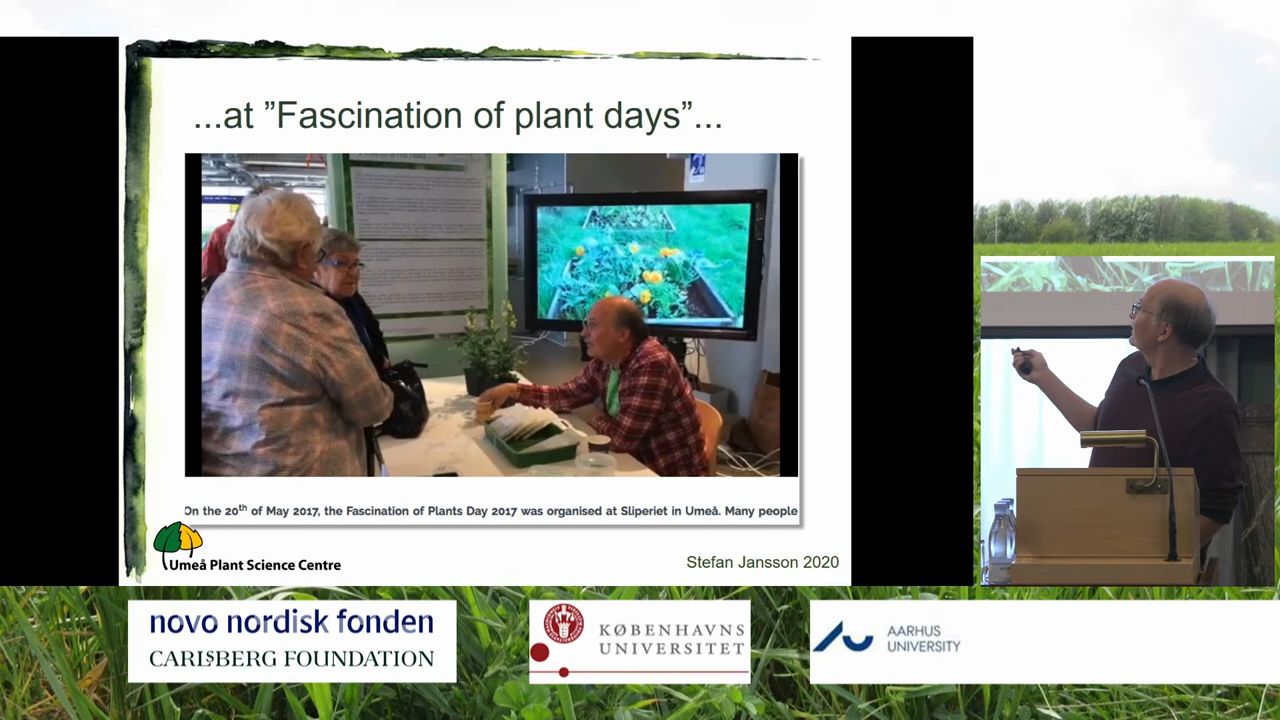 ...at ”Fascination of plant days”...
On the 20th of May 2017, the Fascination of Plants Day 2017 was organised at Sliperiet in Umeå. Many people
Umeå Plant Science Centre
Stefan Jansson 2020
novo nordisk fonden
CARLSBERG FOUNDATION
KØBENHAVNS
UNIVERSITET
AARHUS
UNIVERSITY